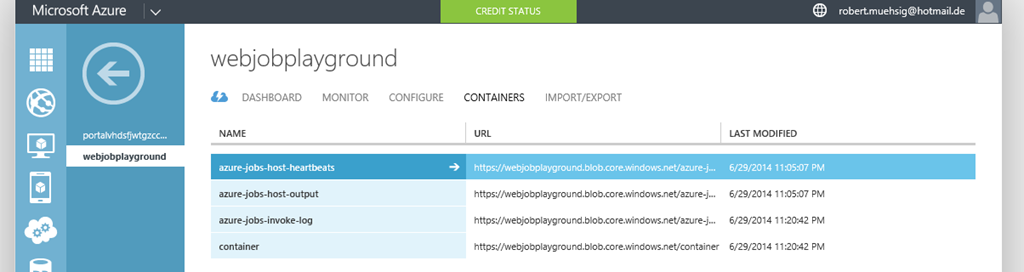 Microsoft Azure CREDIT STATUS robert.muehsig@hotmail.de
webjobplayground
DASHBOARD MONITOR CONFIGURE CONTAINERS IMPORT/EXPORT
portalvhdsfjwtgzcc...
webjobplayground
NAME URL LAST MODIFIED
azure-jobs-host-heartbeats https://webjobplayground.blob.core.windows.net/azure-j... 6/29/2014 11:05:07 PM
azure-jobs-host-output https://webjobplayground.blob.core.windows.net/azure-j... 6/29/2014 11:05:07 PM
azure-jobs-invoke-log https://webjobplayground.blob.core.windows.net/azure-j... 6/29/2014 11:20:42 PM
container https://webjobplayground.blob.core.windows.net/container 6/29/2014 11:20:42 PM